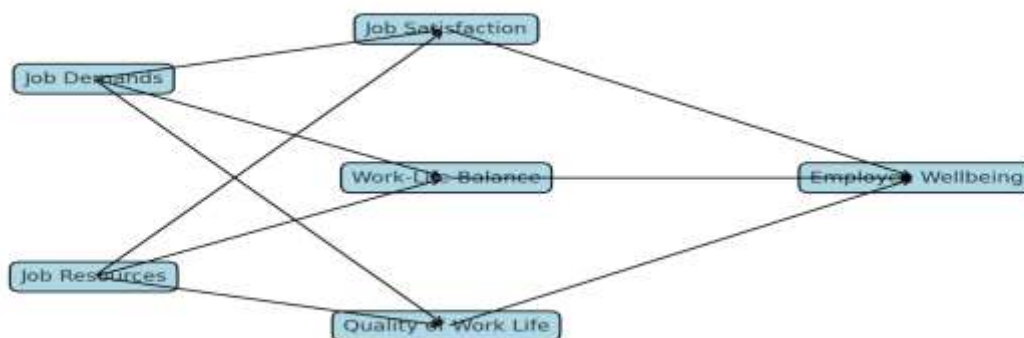 Job Satisfaction
Job Demands
Work-Life Balance
Employee Wellbeing
Job Resources
Quality of Work Life